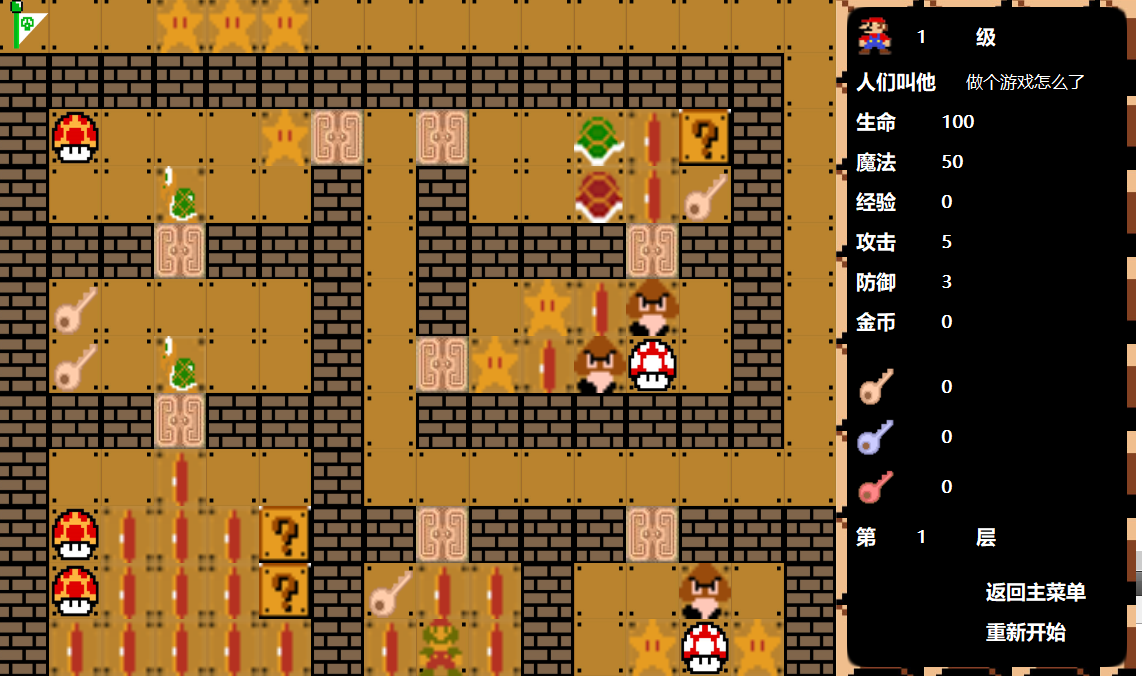 1 级
人们叫他 做个游戏怎么了
生命 100
魔法 50
经验 0
攻击 5
防御 3
金币 0
0
0
0
第 1 层
返回主菜单
重新开始
?
?
?